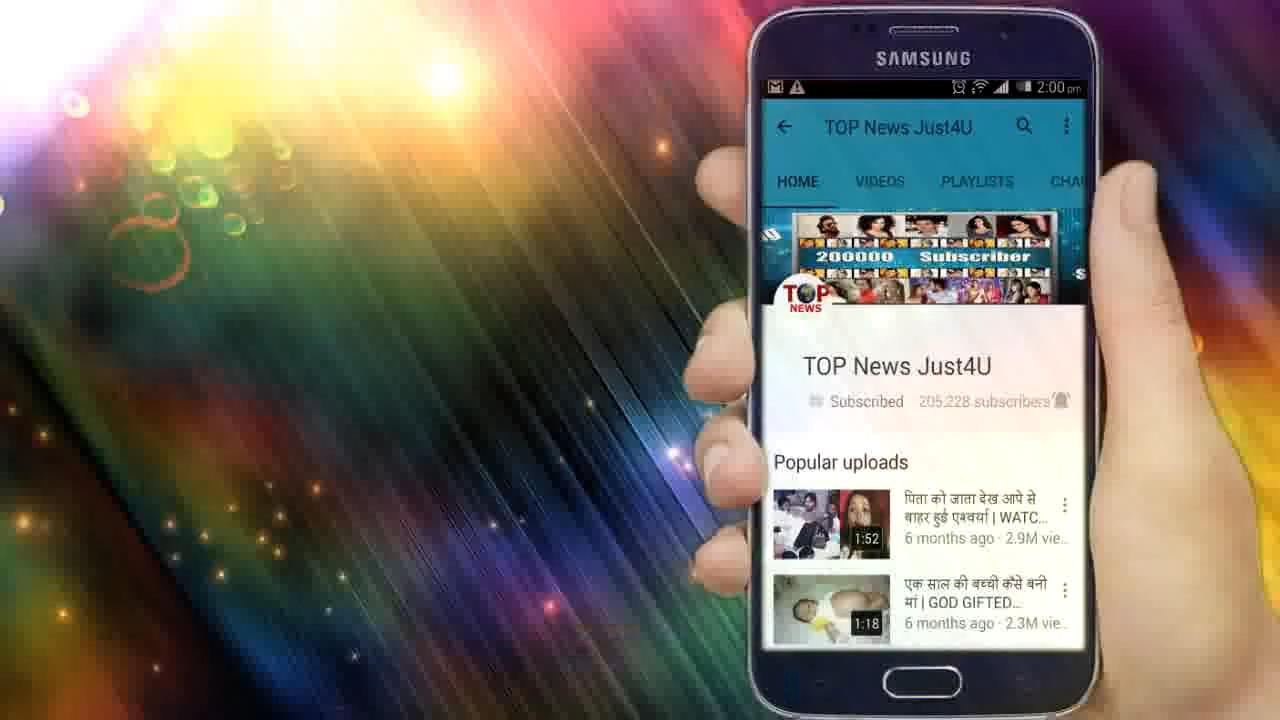 SAMSUNG
2:00 pm
TOP News Just4U
HOME VIDEOS PLAYLISTS CHA
200000 Subscriber
TOP
NEWS
TOP News Just4U
Subscribed 205,228 subscribers
Popular uploads
पिता को जाता देख आपे से
बाहर हुई एश्वर्या | WATC...
6 months ago · 2.9M vie...
1:52
एक साल की बच्ची कैसे बनी
मां | GOD GIFTED...
6 months ago · 2.3M vie...
1:18